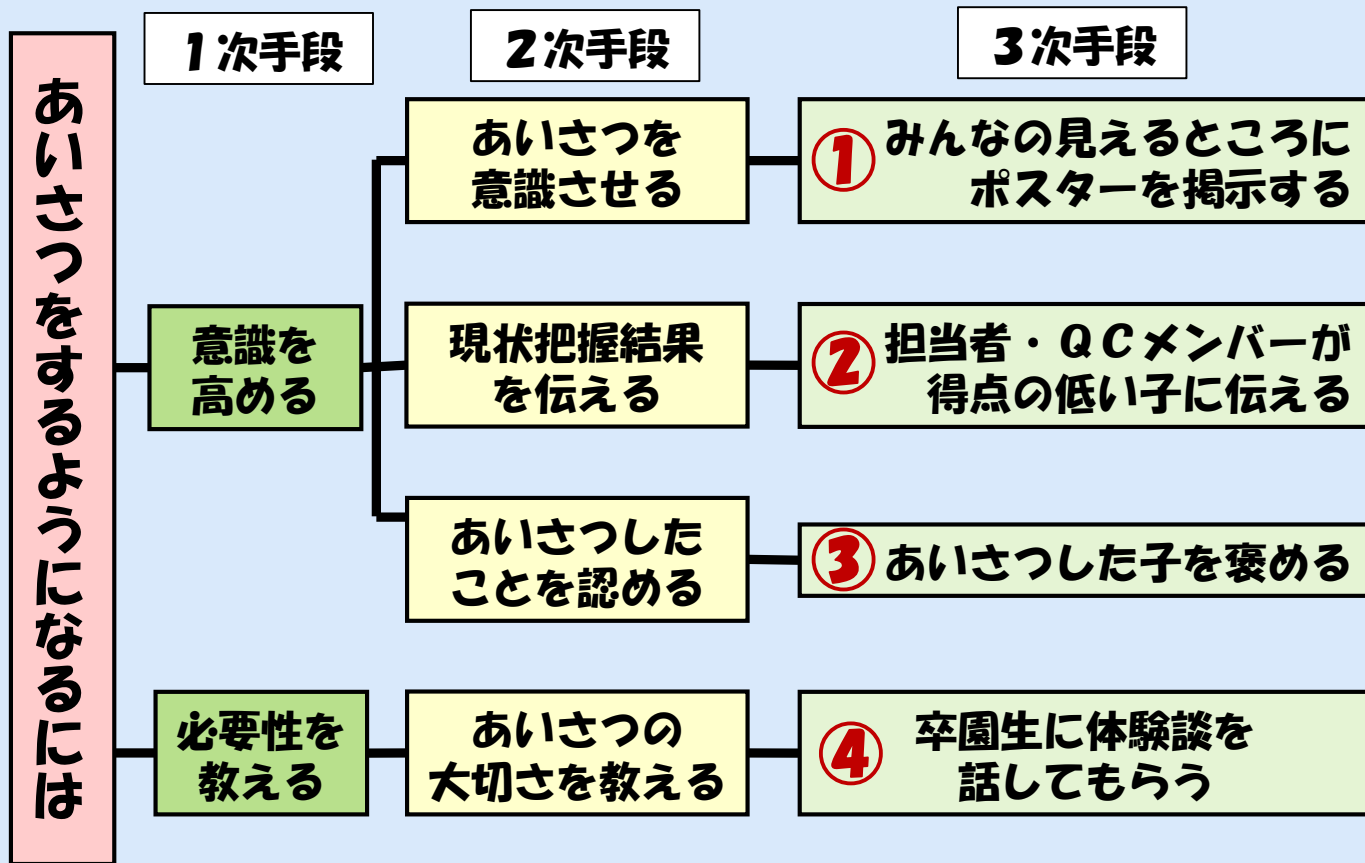 あいさつをするようになるには
1次手段
2次手段
3次手段
意識を
高める
あいさつを
意識させる
① みんなの見えるところに
ポスターを掲示する
現状把握結果
を伝える
② 担当者・QCメンバーが
得点の低い子に伝える
あいさつした
ことを認める
③ あいさつした子を褒める
必要性を
教える
あいさつの
大切さを教える
④ 卒園生に体験談を
話してもらう